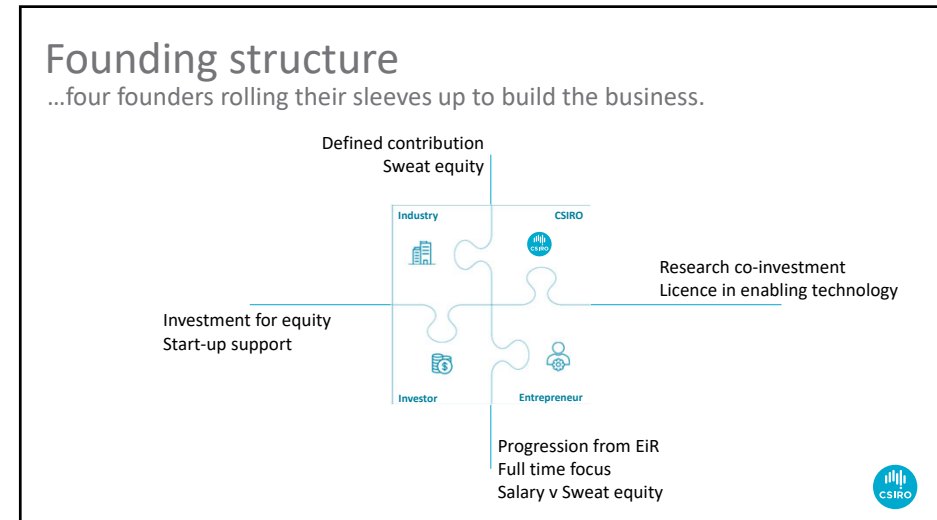 Founding structure
...four founders rolling their sleeves up to build the business.
Defined contribution
Sweat equity
Industry
CSIRO
CSIRO
Research co-investment
Licence in enabling technology
Investment for equity
Start-up support
Investor
Entrepreneur
Progression from EiR
Full time focus
Salary v Sweat equity
CSIRO